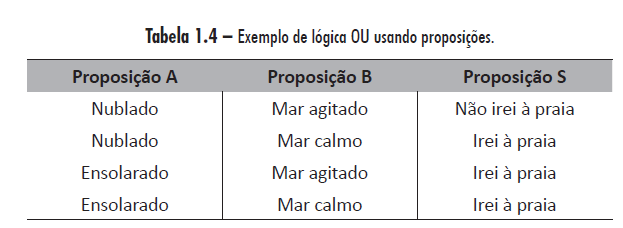 Tabela 1.4 – Exemplo de lógica OU usando proposições.
Proposição A Proposição B Proposição S
Nublado Mar agitado Não irei à praia
Nublado Mar calmo Irei à praia
Ensolarado Mar agitado Irei à praia
Ensolarado Mar calmo Irei à praia